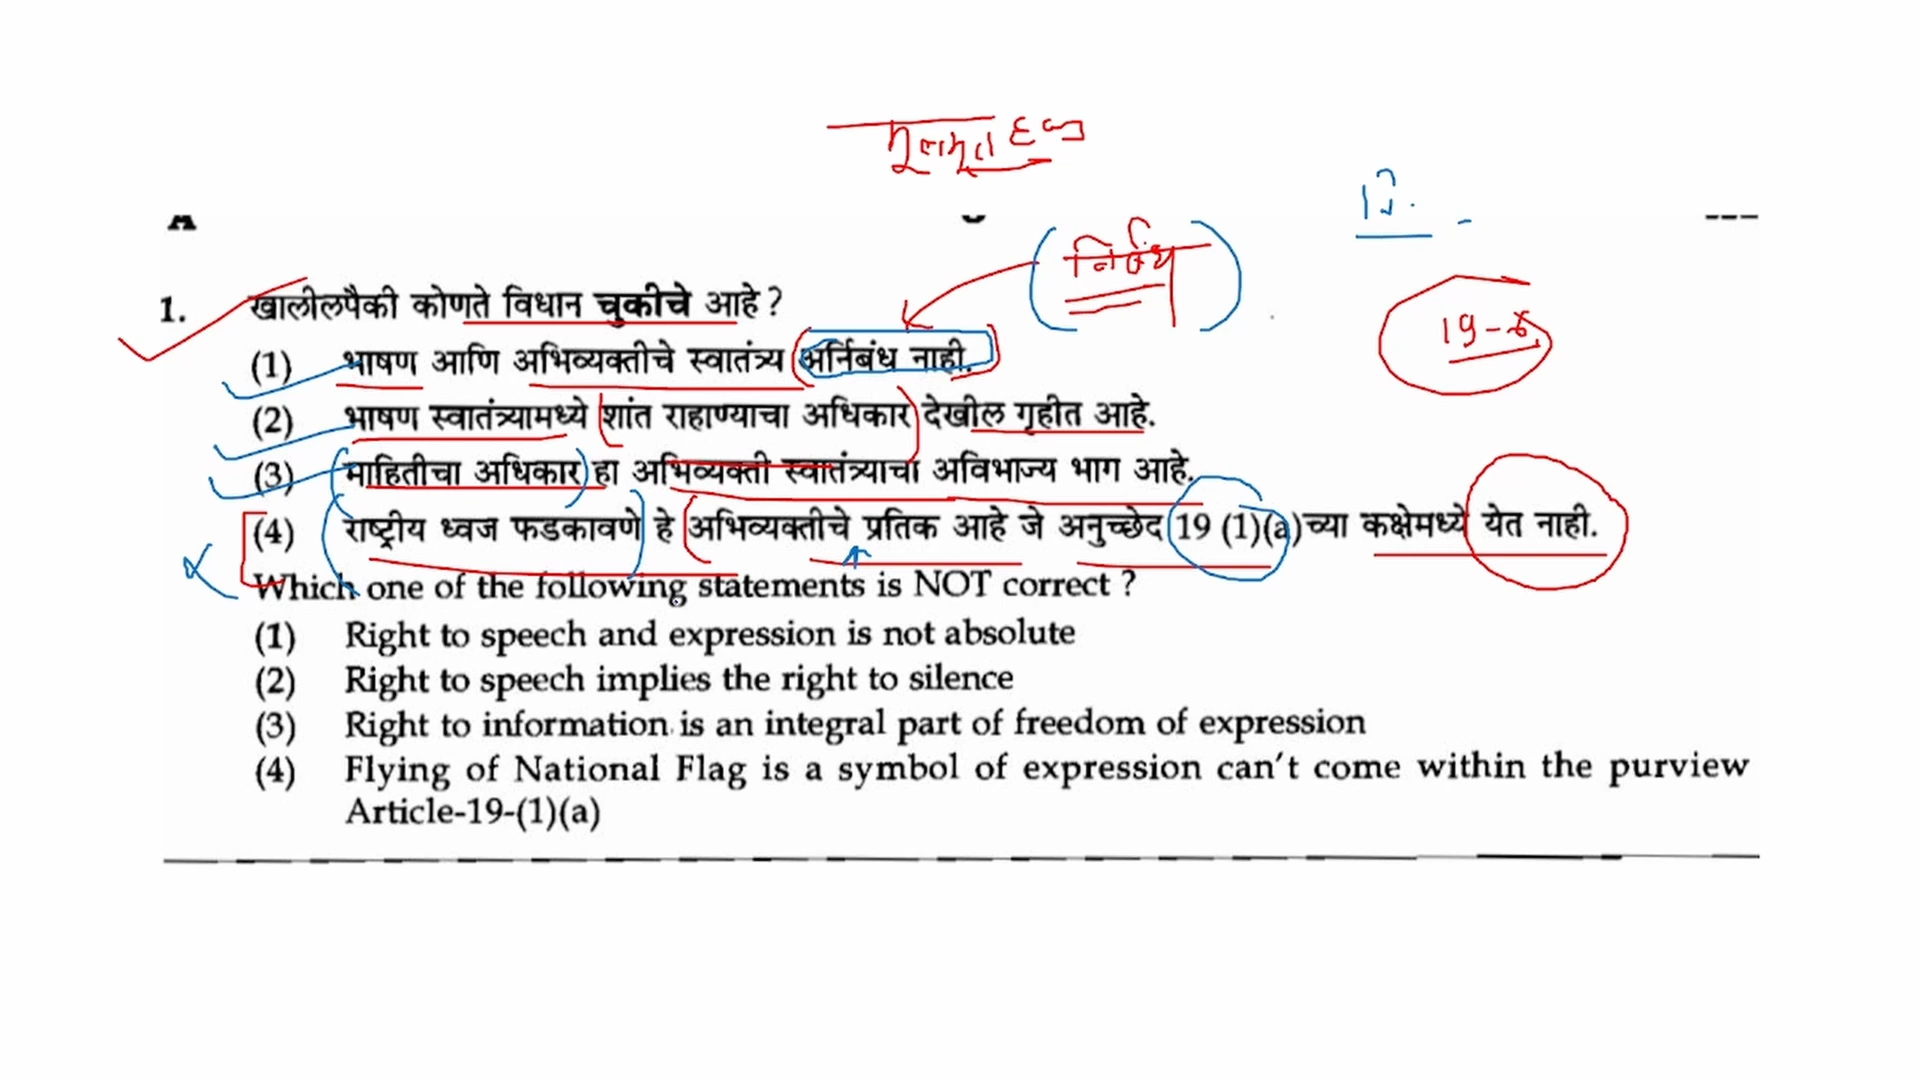 मूलभूत हक्क
A
निर्बंध
1. खालीलपैकी कोणते विधान चुकीचे आहे ?
19-
(1) भाषण आणि अभिव्यक्तीचे स्वातंत्र्य अर्निबंध नाही.
(2) भाषण स्वातंत्र्यामध्ये शांत राहाण्याचा अधिकार देखील गृहीत आहे.
(3) माहितीचा अधिकार हा अभिव्यक्ती स्वातंत्र्याचा अविभाज्य भाग आहे.
(4) राष्ट्रीय ध्वज फडकावणे हे अभिव्यक्तीचे प्रतिक आहे जे अनुच्छेद 19 (1)(a)च्या कक्षेमध्ये येत नाही.
Which one of the following statements is NOT correct ?
(1) Right to speech and expression is not absolute
(2) Right to speech implies the right to silence
(3) Right to information is an integral part of freedom of expression
(4) Flying of National Flag is a symbol of expression can't come within the purview
Article-19-(1)(a)